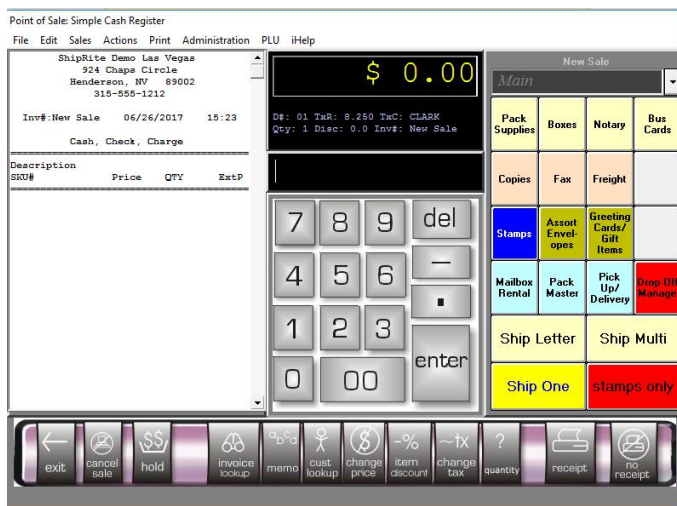 Point of Sale: Simple Cash Register
File Edit Sales Actions Print Administration PLU iHelp
ShipRite Demo Las Vegas
924 Chaps Circle
Henderson, NV 89002
315-555-1212
Inv#:New Sale 06/26/2017 15:23
Cash, Check, Charge
Description
SKU# Price QTY ExtP
$ 0.00
D#: 01 TxR: 8.250 TxC: CLARK
Qty: 1 Disc: 0.0 Inv#: New Sale
7 8 9 del
4 5 6 −
.
1 2 3
enter
0 00
New Sale
Main
Pack
Supplies
Boxes
Notary
Bus
Cards
Copies
Fax
Freight
Stamps
Assort
Envel-
opes
Greeting
Cards/
Gift
Items
Mailbox
Rental
Pack
Master
Pick
Up/
Delivery
Drop Off
Manage
Ship Letter
Ship Multi
Ship One
stamps only
exit
cancel
sale
\$$/
hold
invoice
lookup
abcd
memo
cust
lookup
$
change
price
-%
item
discount
~tx
change
tax
?
quantity
receipt
no
receipt